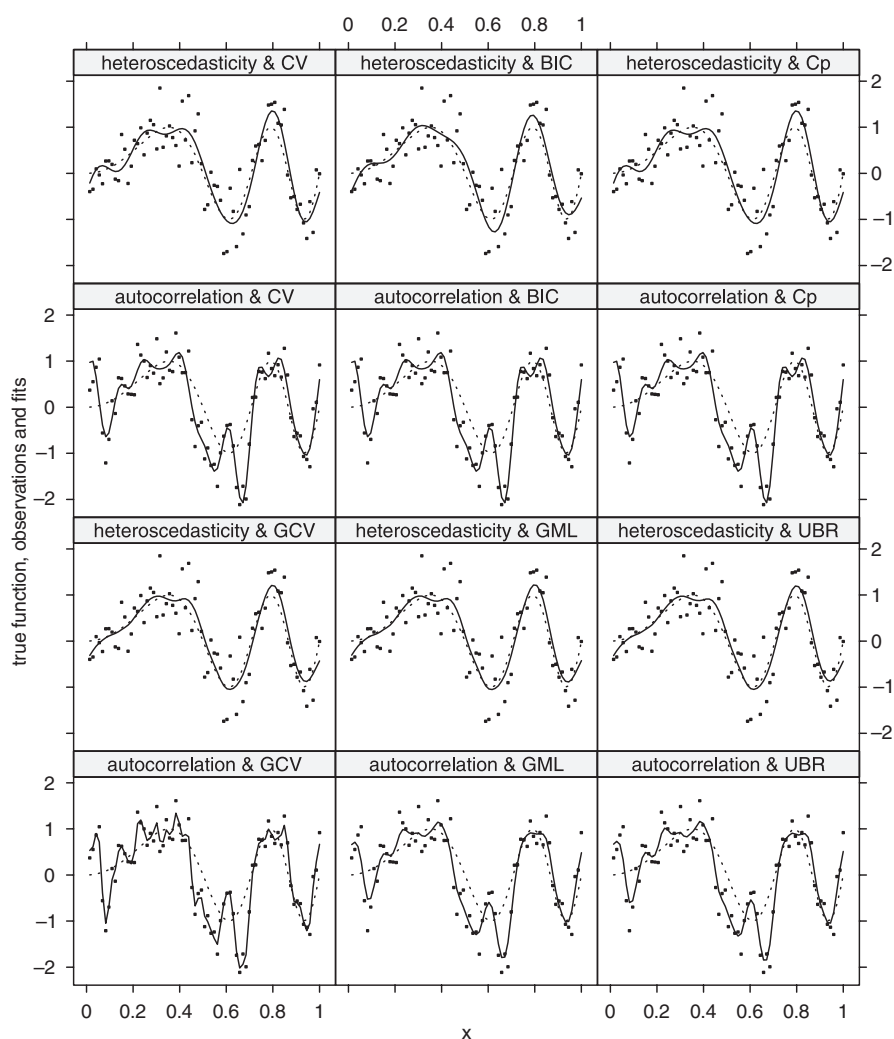 0 0.2 0.4 0.6 0.8 1
heteroscedasticity & CV heteroscedasticity & BIC heteroscedasticity & Cp
2
1
0
−1
−2
autocorrelation & CV autocorrelation & BIC autocorrelation & Cp
2
1
0
−1
−2
true function, observations and fits
heteroscedasticity & GCV heteroscedasticity & GML heteroscedasticity & UBR
2
1
0
−1
−2
autocorrelation & GCV autocorrelation & GML autocorrelation & UBR
2
1
0
−1
−2
0 0.2 0.4 0.6 0.8 1 0 0.2 0.4 0.6 0.8 1
x